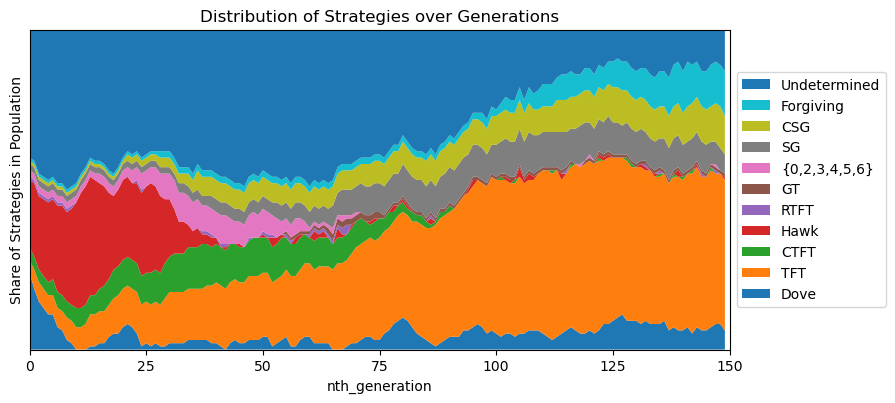 Distribution of Strategies over Generations
Share of Strategies in Population
Undetermined
Forgiving
CSG
SG
{0,2,3,4,5,6}
GT
RTFT
Hawk
CTFT
TFT
Dove
0 25 50 75 100 125 150
nth_generation